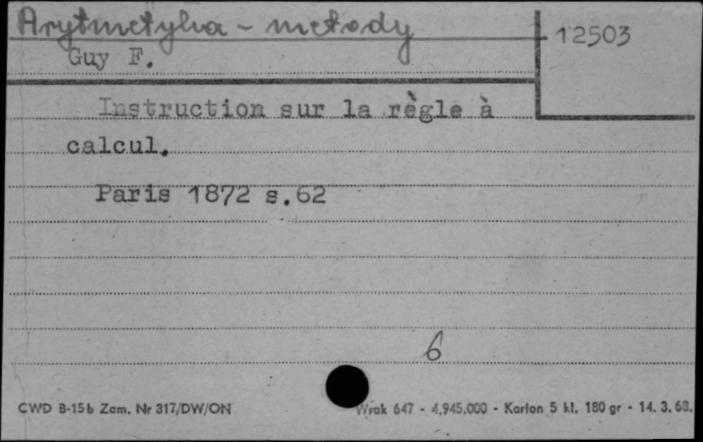 Arytmetyka - metody
12503
Guy F.
Instruction sur la règle à
calcul.
Paris 1872 s.62
6
CWD B-15b Zam. Nr 317/DW/ON
Wrak 647 - 4.945.000 - Karton 5 kl. 180 gr - 14. 3. 68.